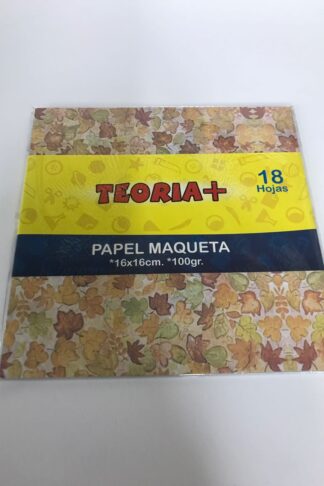 TEORIA+
18
Hojas
PAPEL MAQUETA
*16x16cm. *100gr.